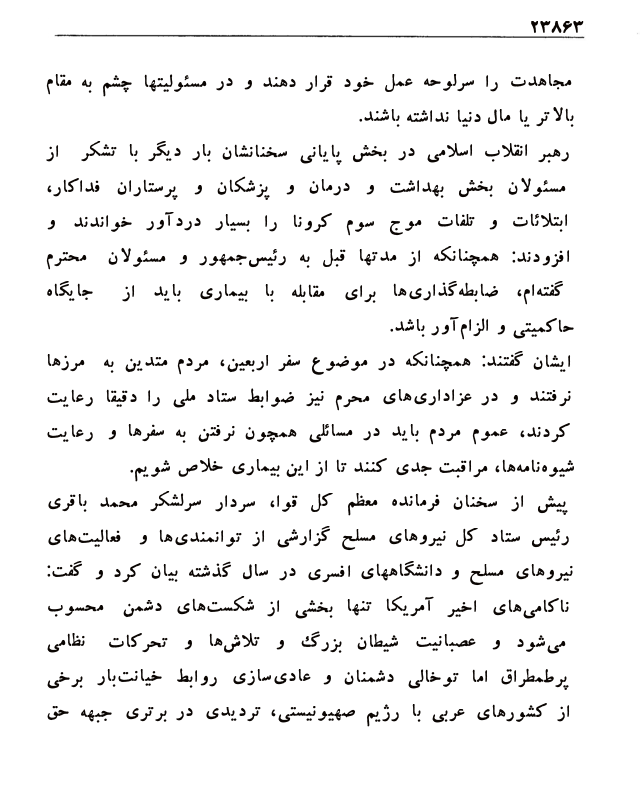 ۲۳۸۶۳
مجاهدت را سرلوحه عمل خود قرار دهند و در مسئولیتها چشم به مقام
بالاتر یا مال دنیا نداشته باشند.
رهبر انقلاب اسلامی در بخش پایانی سخنانشان بار دیگر با تشکر از
مسئولان بخش بهداشت و درمان و پزشکان و پرستاران فداکار،
ابتلائات و تلفات موج سوم کرونا را بسیار دردآور خواندند و
افزودند: همچنانکه از مدتها قبل به رئیس‌جمهور و مسئولان محترم
گفته‌ام، ضابطه‌گذاری‌ها برای مقابله با بیماری باید از جایگاه
حاکمیتی و الزام‌آور باشد.
ایشان گفتند: همچنانکه در موضوع سفر اربعین، مردم متدین به مرزها
نرفتند و در عزاداری‌های محرم نیز ضوابط ستاد ملی را دقیقا رعایت
کردند، عموم مردم باید در مسائلی همچون نرفتن به سفرها و رعایت
شیوه‌نامه‌ها، مراقبت جدی کنند تا از این بیماری خلاص شویم.
پیش از سخنان فرمانده معظم کل قوا، سردار سرلشکر محمد باقری
رئیس ستاد کل نیروهای مسلح گزارشی از توانمندی‌ها و فعالیت‌های
نیروهای مسلح و دانشگاههای افسری در سال گذشته بیان کرد و گفت:
ناکامی‌های اخیر آمریکا تنها بخشی از شکست‌های دشمن محسوب
می‌شود و عصبانیت شیطان بزرگ و تلاش‌ها و تحرکات نظامی
پرطمطراق اما توخالی دشمنان و عادی‌سازی روابط خیانت‌بار برخی
از کشورهای عربی با رژیم صهیونیستی، تردیدی در برتری جبهه حق